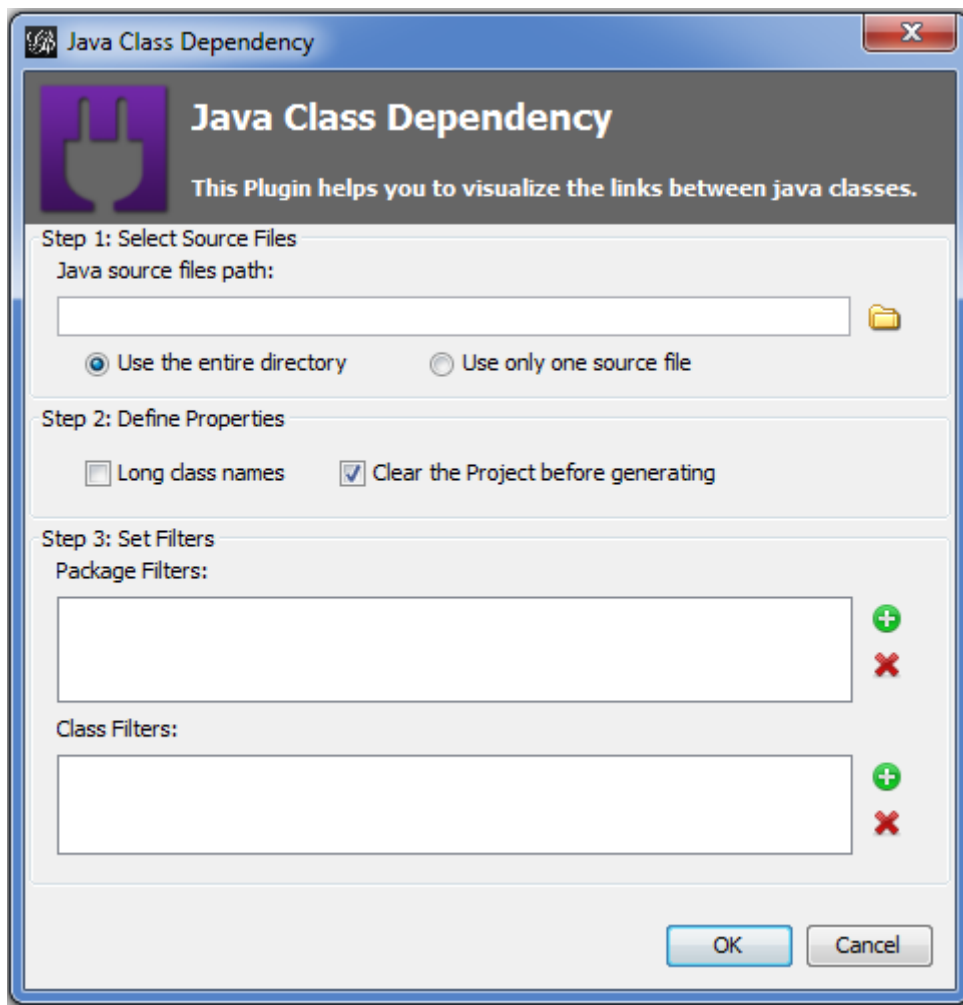 Java Class Dependency
Java Class Dependency
This Plugin helps you to visualize the links between java classes.
Step 1: Select Source Files
Java source files path:
Use the entire directory
Use only one source file
Step 2: Define Properties
Long class names
Clear the Project before generating
Step 3: Set Filters
Package Filters:
Class Filters:
OK
Cancel